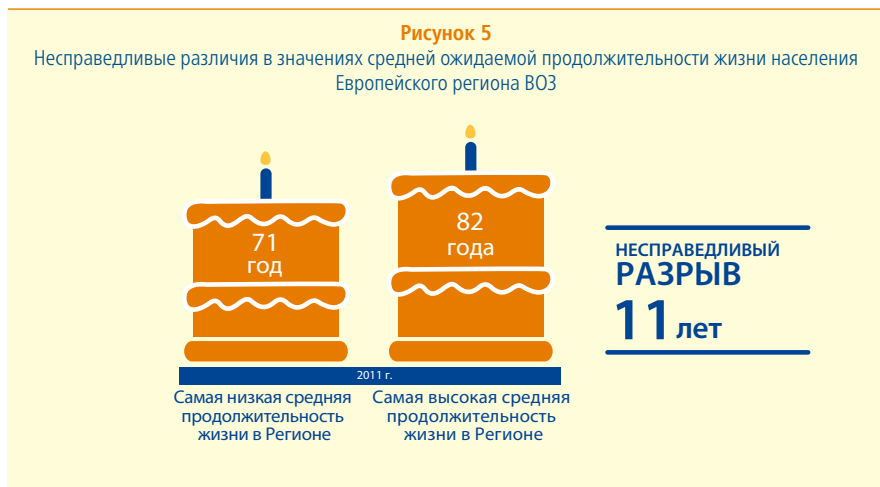 Рисунок 5
Несправедливые различия в значениях средней ожидаемой продолжительности жизни населения
Европейского региона ВОЗ
71
год
82
года
НЕСПРАВЕДЛИВЫЙ
РАЗРЫВ
11 лет
2011 г.
Самая низкая средняя
продолжительность
жизни в Регионе
Самая высокая средняя
продолжительность
жизни в Регионе